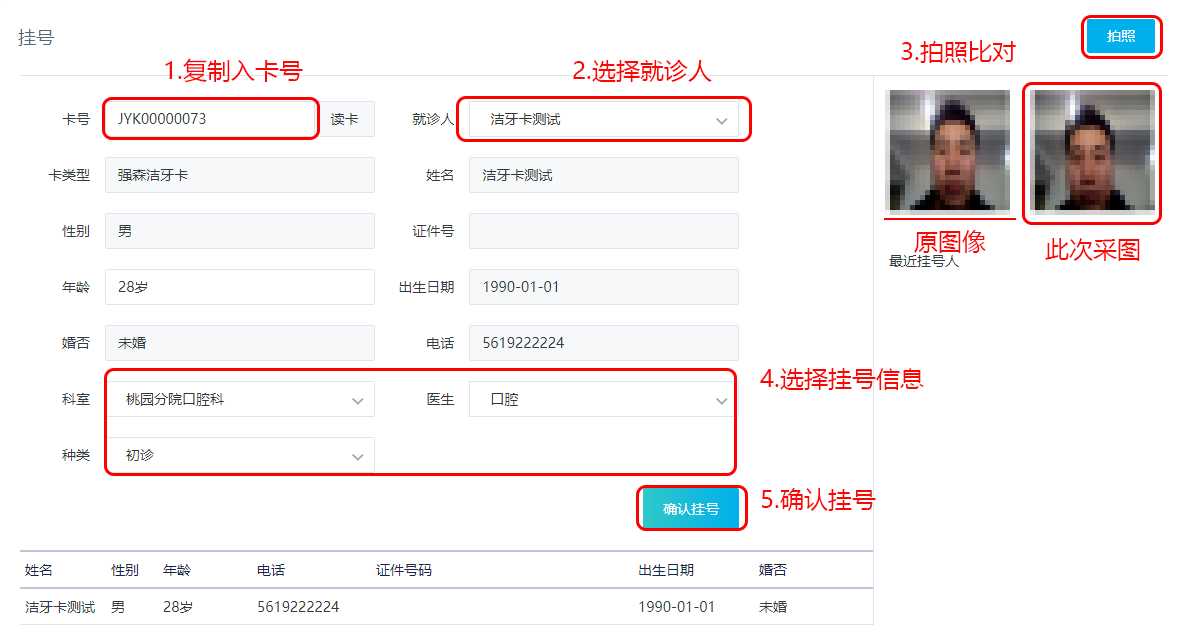 挂号
拍照
3.拍照比对
1.复制入卡号
2.选择就诊人
卡号 JYK00000073 读卡 就诊人 洁牙卡测试
卡类型 强森洁牙卡 姓名 洁牙卡测试
性别 男 证件号
原图像
此次采图
最近挂号人
年龄 28岁 出生日期 1990-01-01
婚否 未婚 电话 5619222224
4.选择挂号信息
科室 桃园分院口腔科 医生 口腔
种类 初诊
确认挂号
5.确认挂号
姓名 性别 年龄 电话 证件号码 出生日期 婚否
洁牙卡测试 男 28岁 5619222224 1990-01-01 未婚